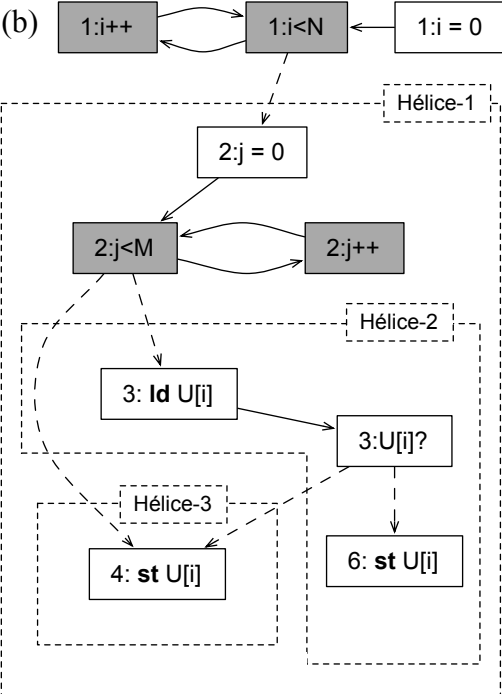 (b)
1:i++
1:i<N
1:i = 0
Hélice-1
2:j = 0
2:j<M
2:j++
Hélice-2
3: ld U[i]
3:U[i]?
Hélice-3
4: st U[i]
6: st U[i]